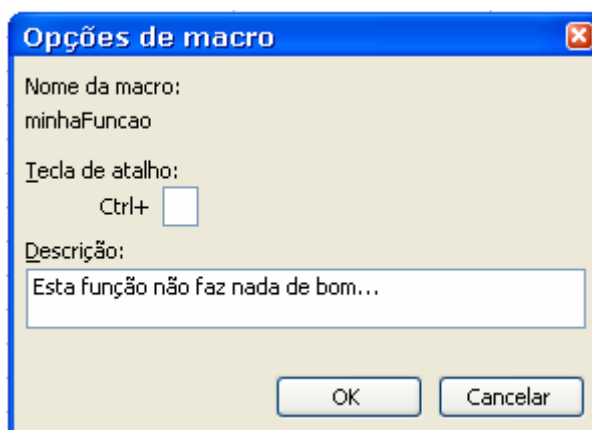 Opções de macro
Nome da macro:
minhaFuncao
Tecla de atalho:
Ctrl+
Descrição:
Esta função não faz nada de bom...
OK Cancelar